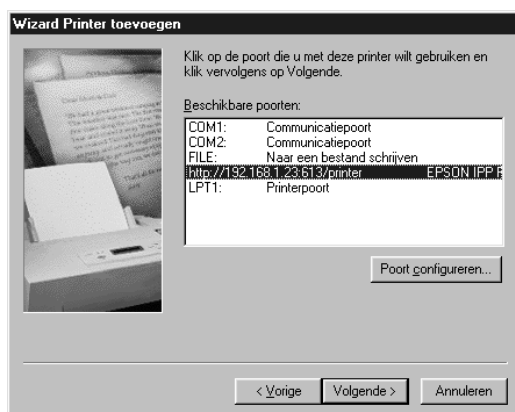 Wizard Printer toevoegen
Klik op de poort die u met deze printer wilt gebruiken en
klik vervolgens op Volgende.
Beschikbare poorten:
COM1: Communicatiepoort
COM2: Communicatiepoort
FILE: Naar een bestand schrijven
http://192.168.1.23:613/printer EPSON IPP P
LPT1: Printerpoort
Poort configureren...
< Vorige
Volgende >
Annuleren